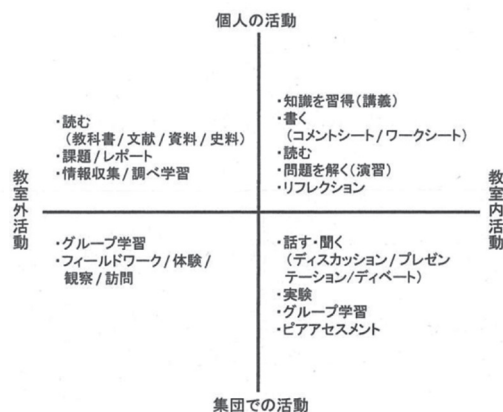 個人の活動
・読む
(教科書/文献/資料/史料)
・課題/レポート
・情報収集/調べ学習
・知識を習得(講義)
・書く
(コメントシート/ワークシート)
・読む
・問題を解く(演習)
・リフレクション
教室外活動
教室内活動
・グループ学習
・フィールドワーク/体験/
観察/訪問
・話す・聞く
(ディスカッション/プレゼン
テーション/ディベート)
・実験
・グループ学習
・ピアアセスメント
集団での活動